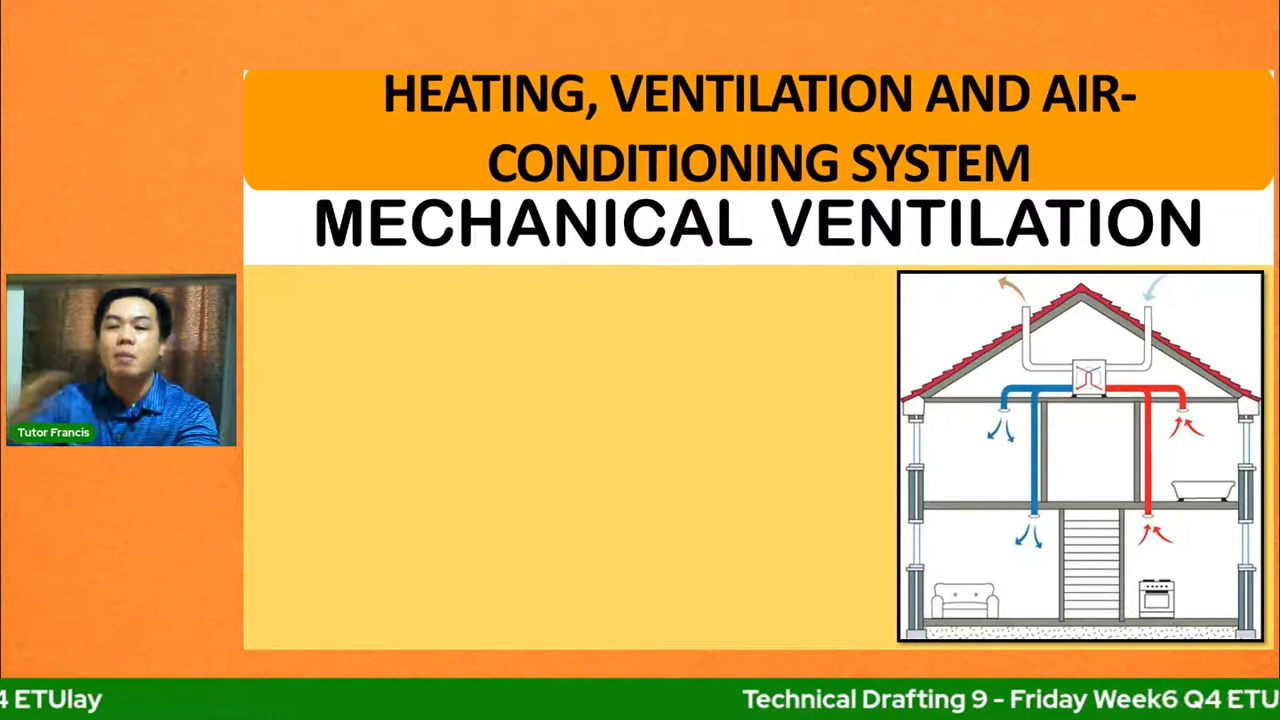 HEATING, VENTILATION AND AIR-
CONDITIONING SYSTEM
MECHANICAL VENTILATION
Tutor Francis
4 ETUlay
Technical Drafting 9 - Friday Week6 Q4 ETU